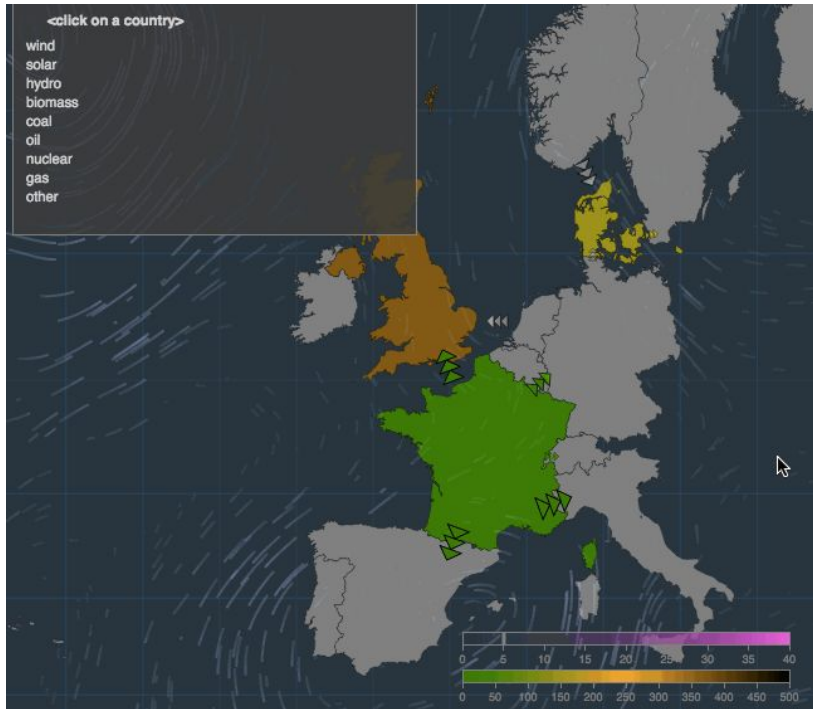 <click on a country>
wind
solar
hydro
biomass
coal
oil
nuclear
gas
other
0 5 10 15 20 25 30 35 40
0 50 100 150 200 250 300 350 400 450 500